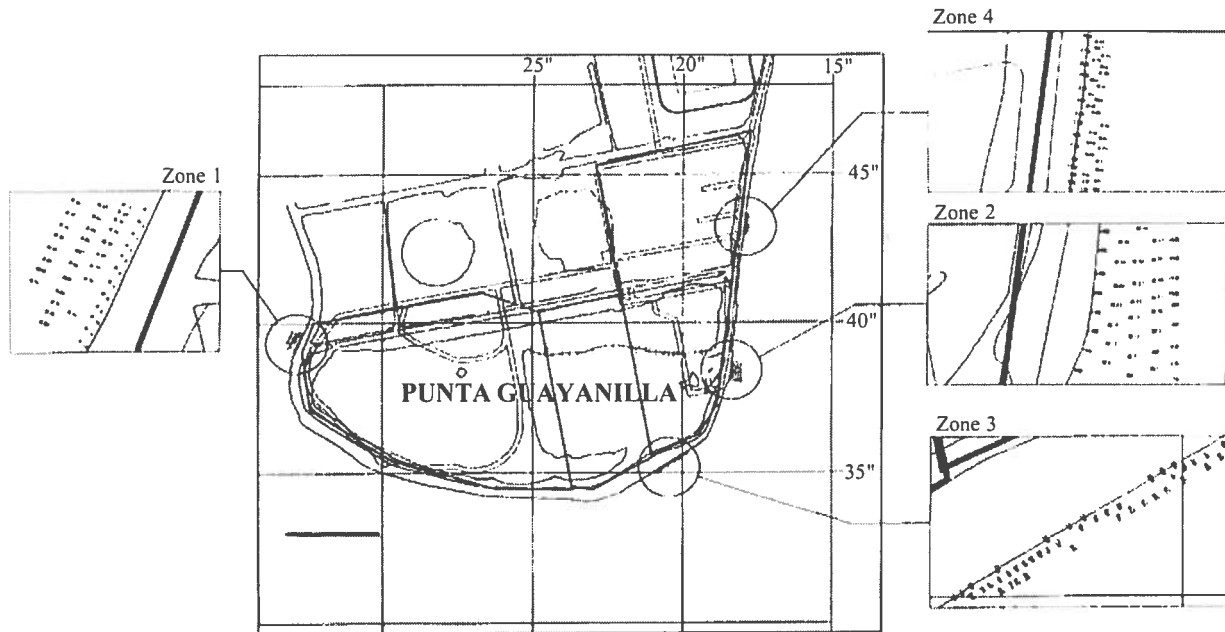 Zone 4
25"
20"
15"
Zone 1
45"
Zone 2
40"
PUNTA GUAYANILLA
Zone 3
35"